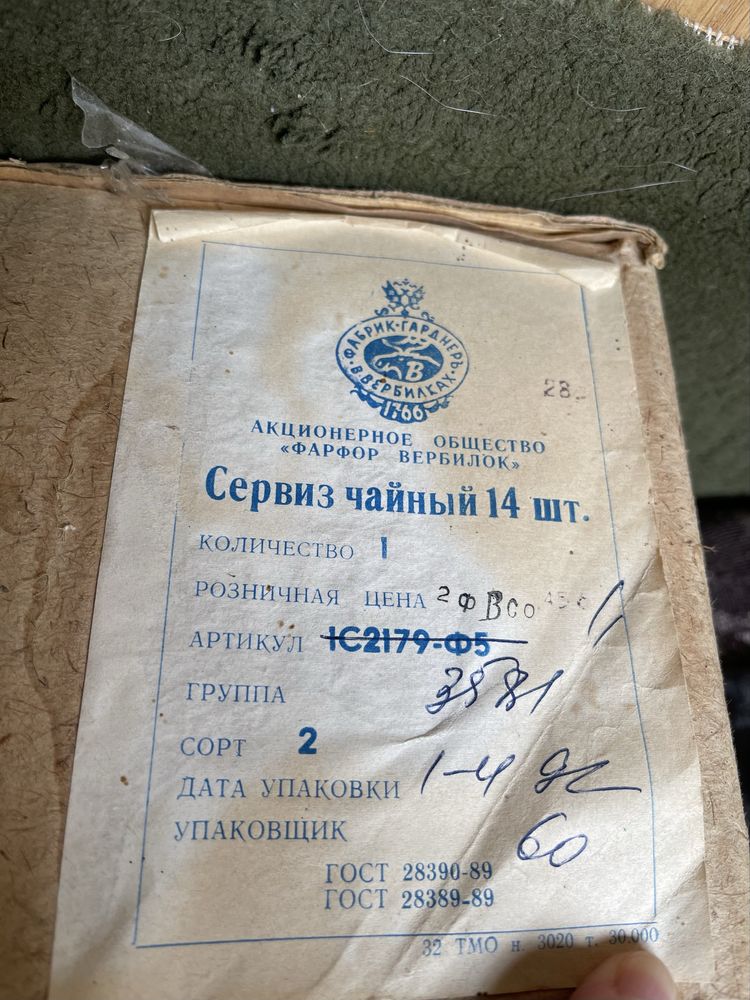 ФАБРИК·ГАРДНЕРЪ
В·ВЕРБИЛКАХ
В
1766
28
АКЦИОНЕРНОЕ ОБЩЕСТВО
«ФАРФОР ВЕРБИЛОК»
Сервиз чайный 14 шт.
КОЛИЧЕСТВО 1
РОЗНИЧНАЯ ЦЕНА
АРТИКУЛ 1С2179-Ф5
ГРУППА
СОРТ 2
ДАТА УПАКОВКИ 1-4
УПАКОВЩИК 60
ГОСТ 28390-89
ГОСТ 28389-89
32 ТМО н. 3020 т. 30.000